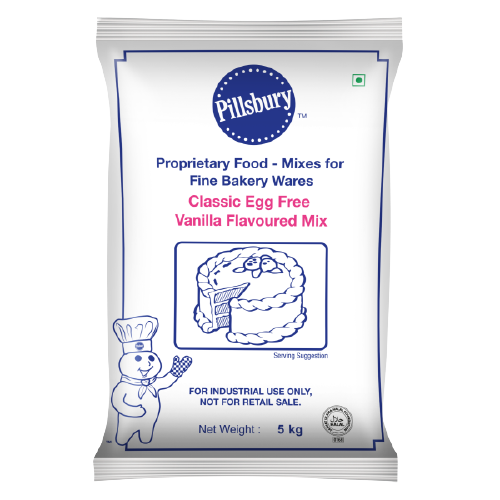 Pillsbury
TM
Proprietary Food - Mixes for
Fine Bakery Wares
Classic Egg Free
Vanilla Flavoured Mix
Serving Suggestion
FOR INDUSTRIAL USE ONLY,
NOT FOR RETAIL SALE.
Net Weight : 5 kg
HALAL